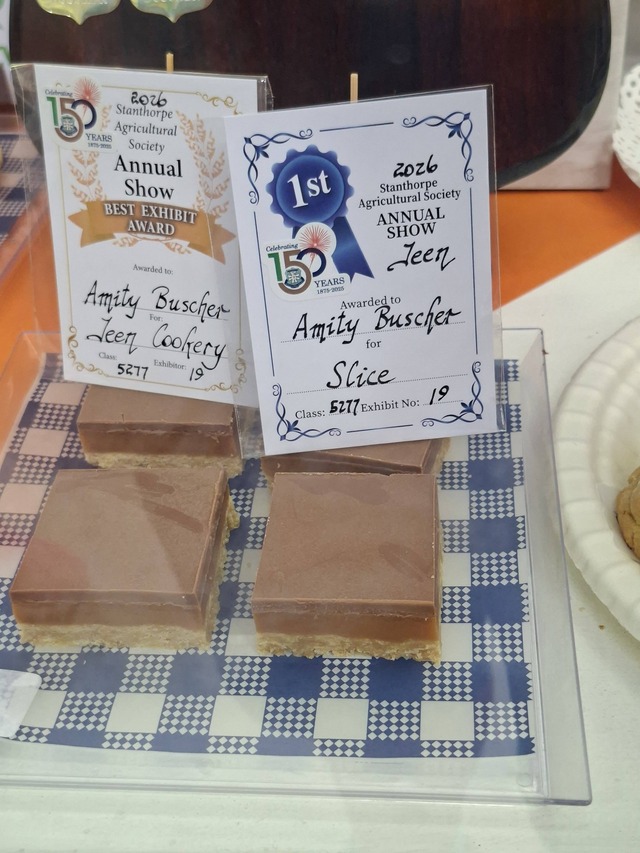 Celebrating
150
YEARS
1875-2025
2026
Stanthorpe
Agricultural
Society
Annual
Show
BEST EXHIBIT
AWARD
Awarded to:
Amity Buscher
For:
Teen Cookery
Class: 5277 Exhibitor: 19
1st
2026
Stanthorpe
Agricultural Society
ANNUAL
SHOW
Teen
Celebrating
150
YEARS
1875-2025
Awarded to
Amity Buscher
for
Slice
Class: 5277 Exhibit No: 19